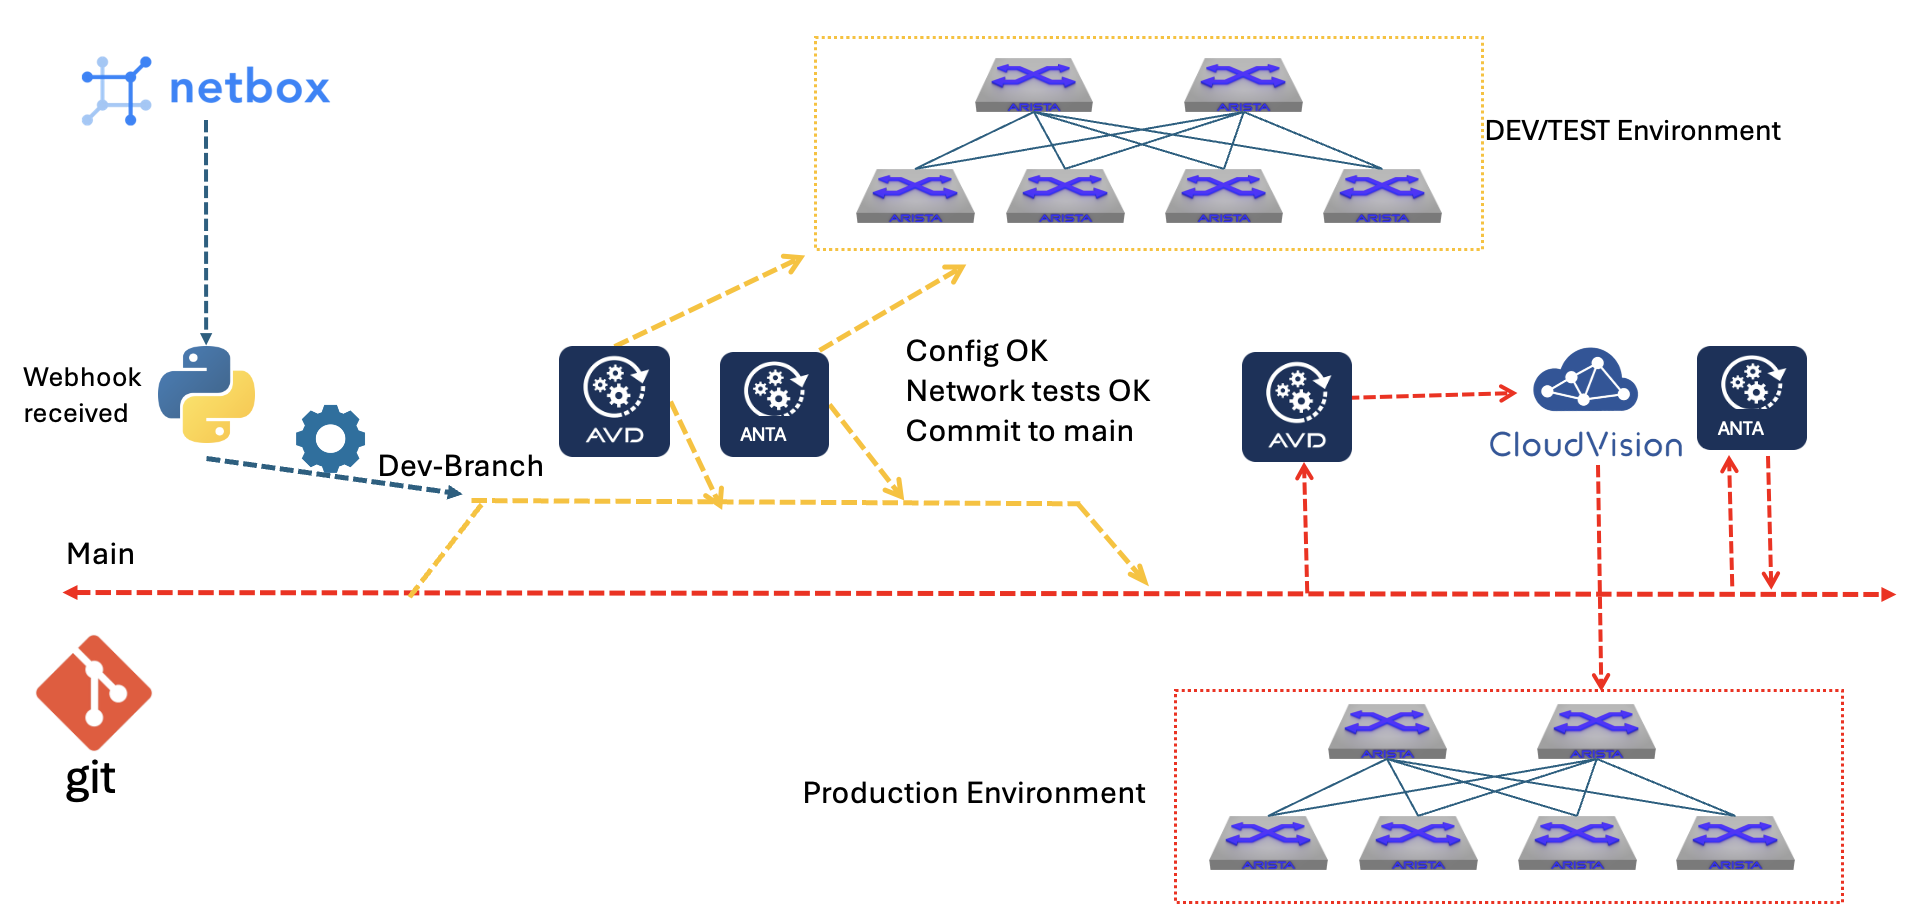 netbox
ARISTA
ARISTA
DEV/TEST Environment
ARISTA
ARISTA
ARISTA
ARISTA
Webhook
received
Dev-Branch
AVD
ANTA
Config OK
Network tests OK
Commit to main
AVD
CloudVision
ANTA
Main
git
Production Environment
ARISTA
ARISTA
ARISTA
ARISTA
ARISTA
ARISTA